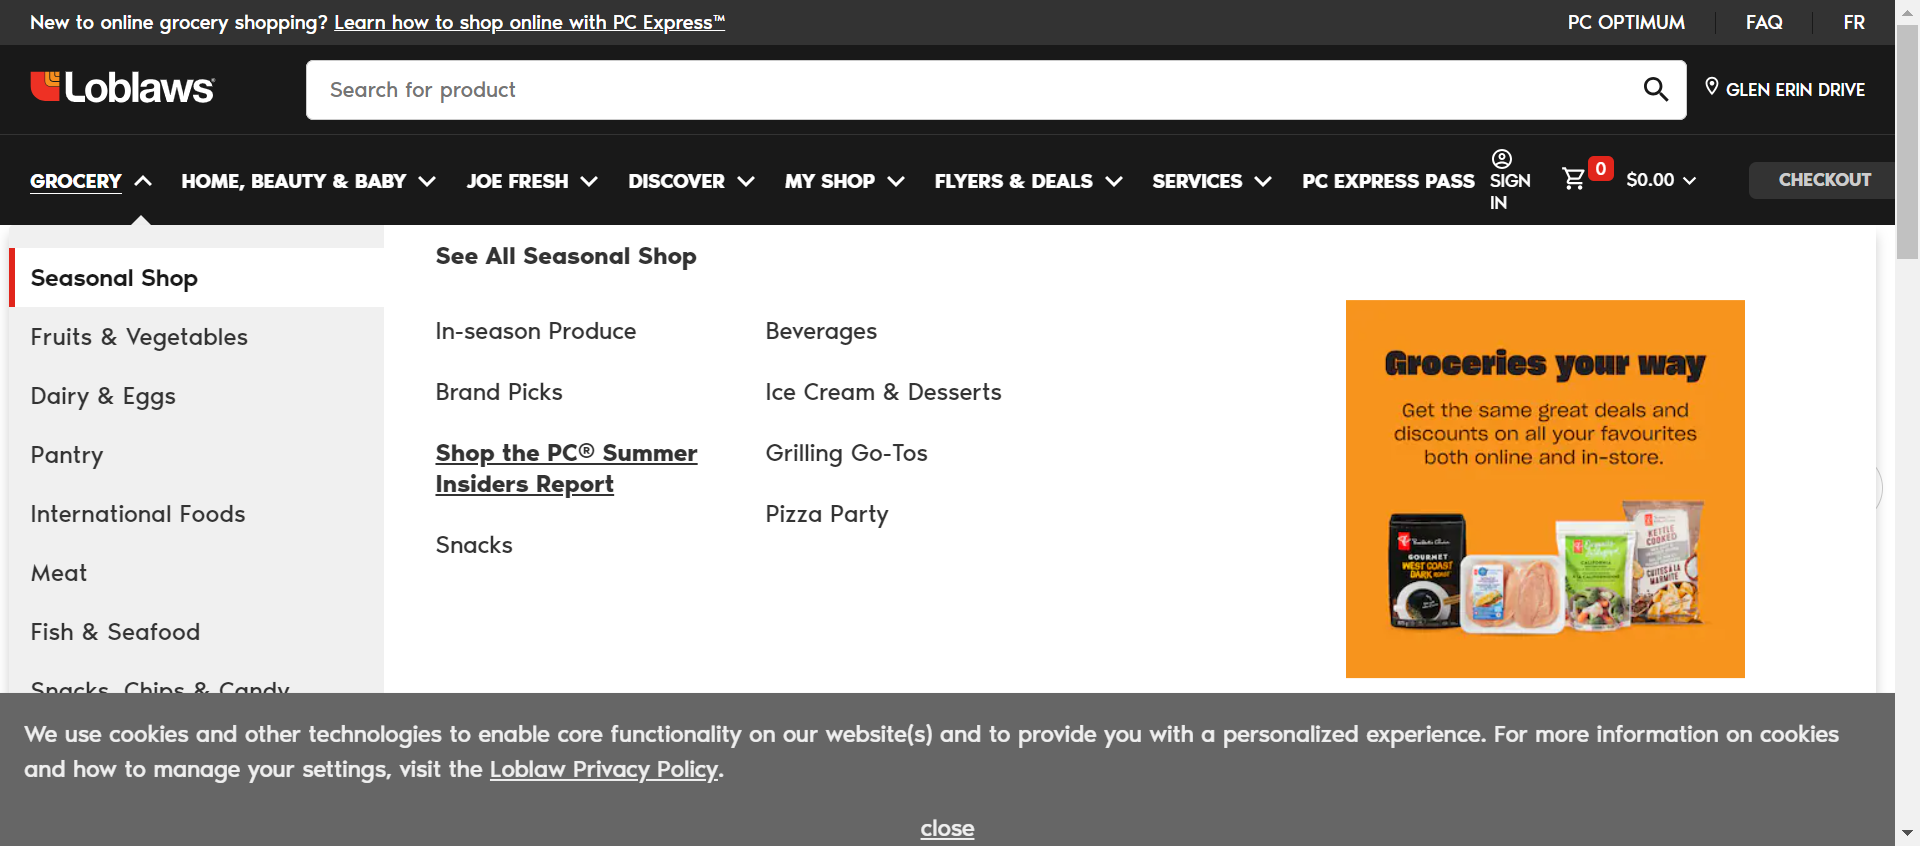 New to online grocery shopping? Learn how to shop online with PC Express™
PC OPTIMUM
FAQ
FR
Loblaws®
Search for product
GLEN ERIN DRIVE
GROCERY
HOME, BEAUTY & BABY
JOE FRESH
DISCOVER
MY SHOP
FLYERS & DEALS
SERVICES
PC EXPRESS PASS
SIGN
IN
0
$0.00
CHECKOUT
Seasonal Shop
Fruits & Vegetables
Dairy & Eggs
Pantry
International Foods
Meat
Fish & Seafood
Snacks, Chips & Candy
See All Seasonal Shop
In-season Produce
Brand Picks
Shop the PC® Summer
Insiders Report
Snacks
Beverages
Ice Cream & Desserts
Grilling Go-Tos
Pizza Party
Groceries your way
Get the same great deals and
discounts on all your favourites
both online and in-store.
GOURMET
WEST COAST
DARK ROAST
CALIFORNIA
KETTLE
COOKED
CUITES À LA
MARMITE
We use cookies and other technologies to enable core functionality on our website(s) and to provide you with a personalized experience. For more information on cookies
and how to manage your settings, visit the Loblaw Privacy Policy.
close